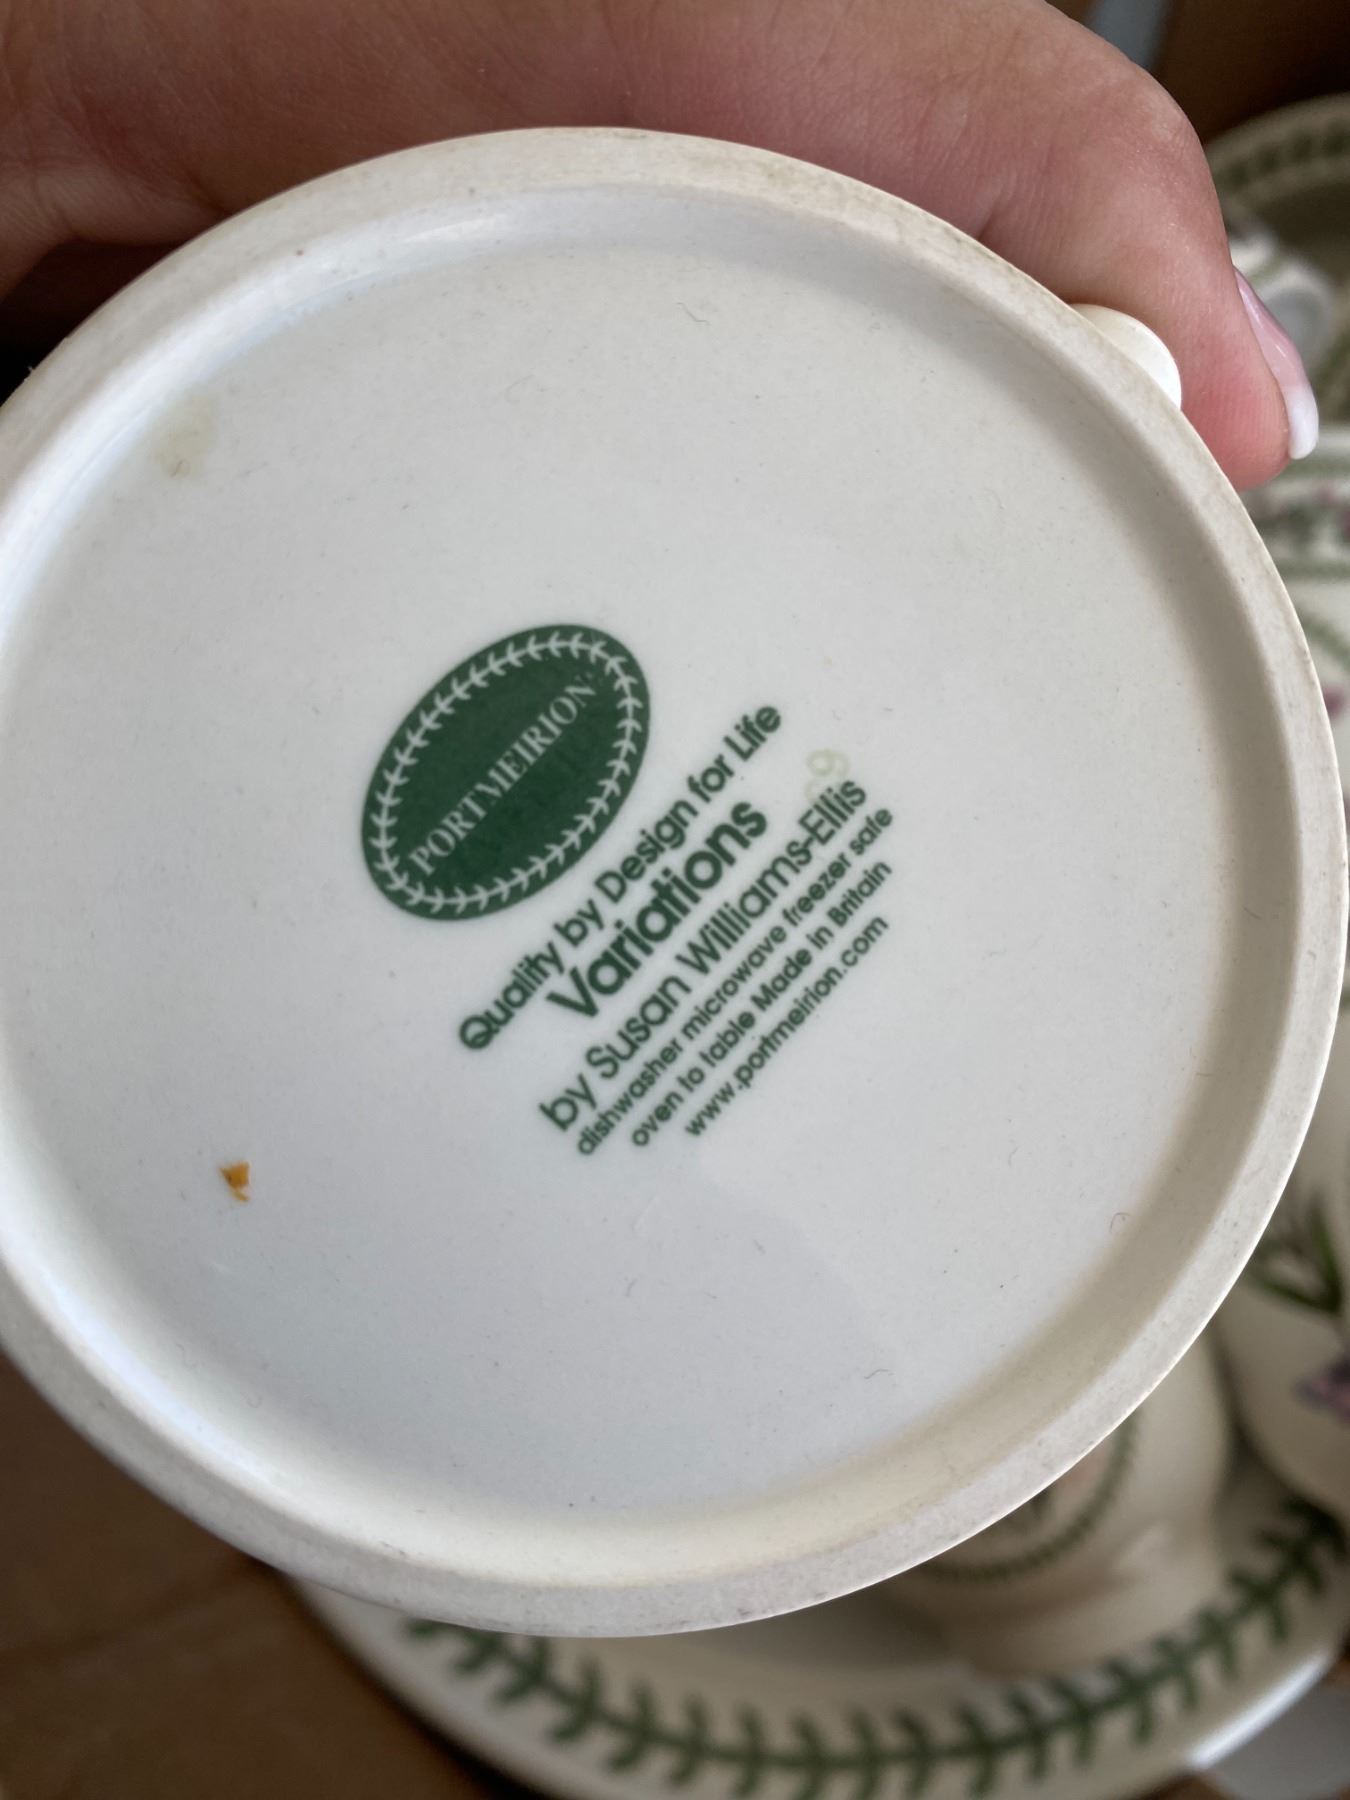 PORTMEIRION
Quality by Design for Life
Variations
by Susan Williams-Ellis
dishwasher microwave freezer safe
oven to table Made in Britain
www.portmeirion.com